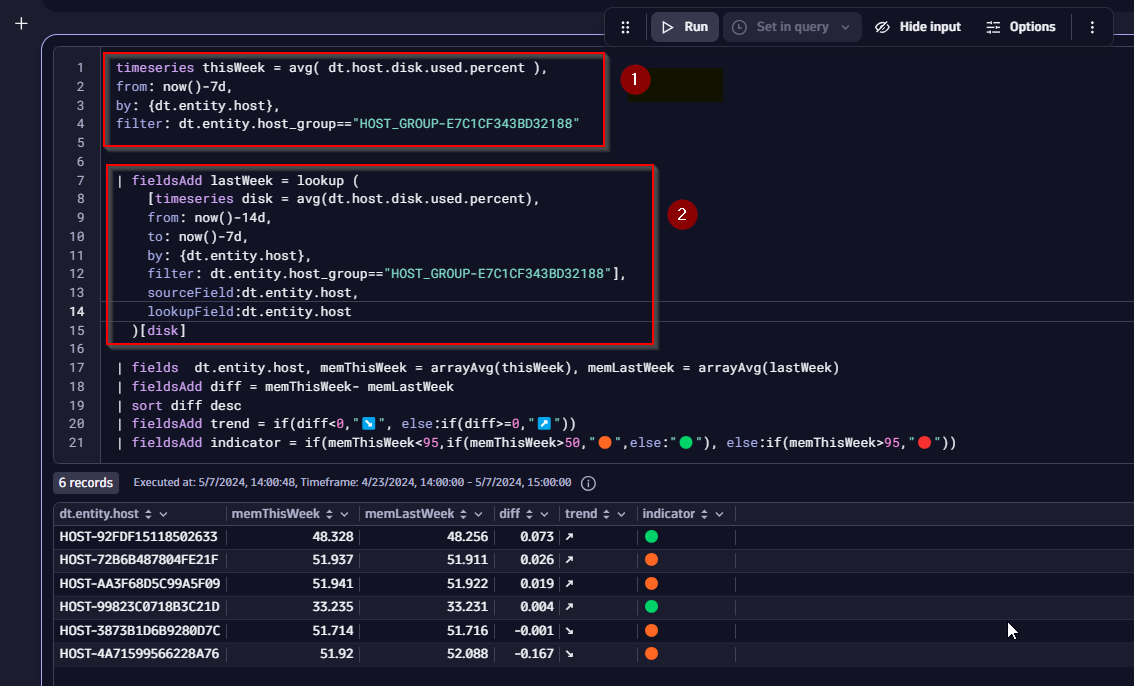 +
Run Set in query Hide input Options
1 timeseries thisWeek = avg( dt.host.disk.used.percent ),
2 from: now()-7d,
3 by: {dt.entity.host},
4 filter: dt.entity.host_group=="HOST_GROUP-E7C1CF343BD32188"
1
5
6
7 | fieldsAdd lastWeek = lookup (
8 [timeseries disk = avg(dt.host.disk.used.percent),
9 from: now()-14d,
10 to: now()-7d,
11 by: {dt.entity.host},
12 filter: dt.entity.host_group=="HOST_GROUP-E7C1CF343BD32188"],
13 sourceField:dt.entity.host,
14 lookupField:dt.entity.host
15 )[disk]
2
16
17 | fields  dt.entity.host, memThisWeek = arrayAvg(thisWeek), memLastWeek = arrayAvg(lastWeek)
18 | fieldsAdd diff = memThisWeek- memLastWeek
19 | sort diff desc
20 | fieldsAdd trend = if(diff<0,"↘️", else:if(diff>=0,"↗️"))
21 | fieldsAdd indicator = if(memThisWeek<95,if(memThisWeek>50,"🟠",else:"🟢"), else:if(memThisWeek>95,"🔴"))
6 records Executed at: 5/7/2024, 14:00:48, Timeframe: 4/23/2024, 14:00:00 - 5/7/2024, 15:00:00
dt.entity.host memThisWeek memLastWeek diff trend indicator
HOST-92FDF15118502633 48.328 48.256 0.073 ↗ 🟢
HOST-72B6B487804FE21F 51.937 51.911 0.026 ↗ 🟠
HOST-AA3F68D5C99A5F09 51.941 51.922 0.019 ↗ 🟠
HOST-99823C0718B3C21D 33.235 33.231 0.004 ↗ 🟢
HOST-3873B1D6B9280D7C 51.714 51.716 -0.001 ↘ 🟠
HOST-4A71599566228A76 51.92 52.088 -0.167 ↘ 🟠